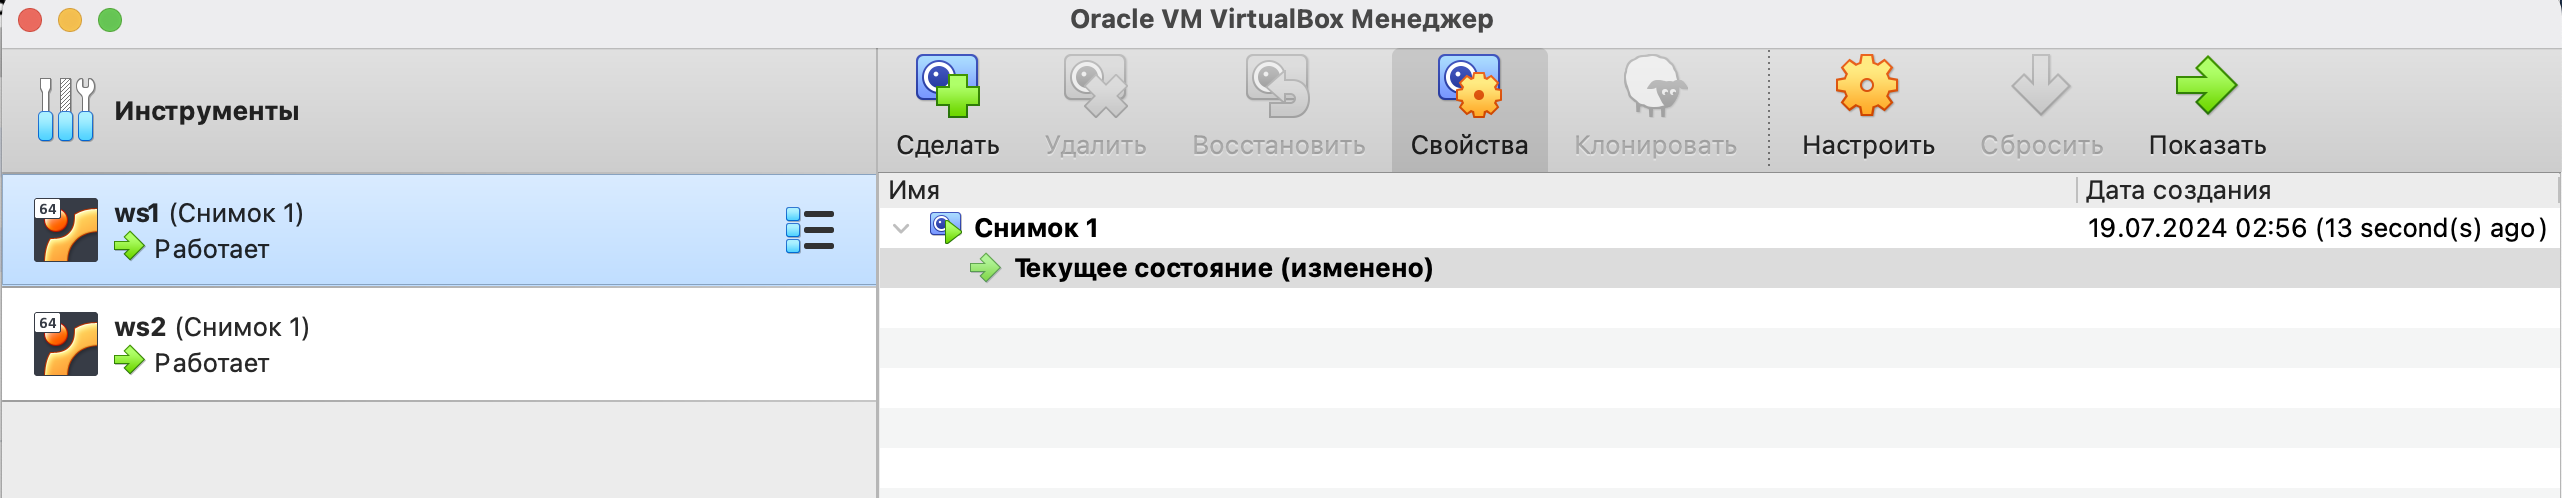 Oracle VM VirtualBox Менеджер
Инструменты
Сделать
Удалить
Восстановить
Свойства
Клонировать
Настроить
Сбросить
Показать
64
ws1 (Снимок 1)
Работает
64
ws2 (Снимок 1)
Работает
Имя
Дата создания
Снимок 1
19.07.2024 02:56 (13 second(s) ago)
Текущее состояние (изменено)